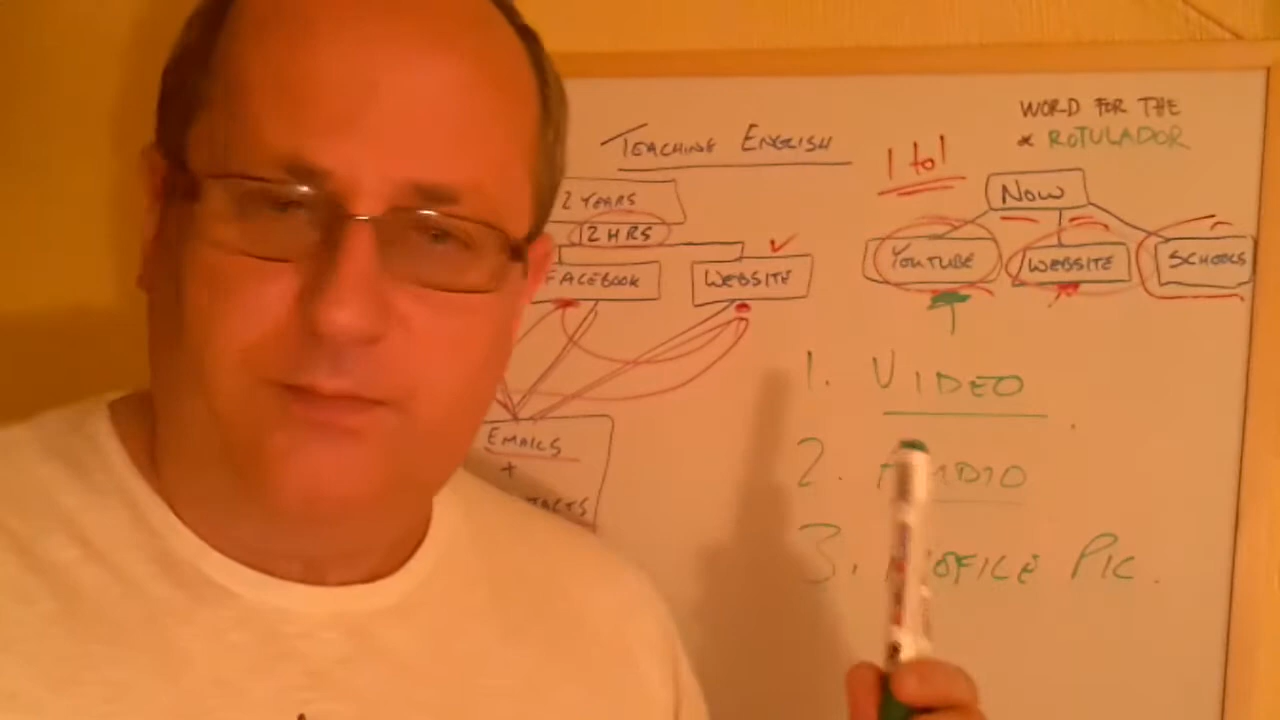 TEACHING ENGLISH
2 YEARS
2 HRS
FACEBOOK
WEBSITE
EMAILS
+
WORD FOR THE
ROTULADOR
1 to 1
NOW
YOUTUBE
WEBSITE
SCHOOLS
1. VIDEO
2.
3. PIC.